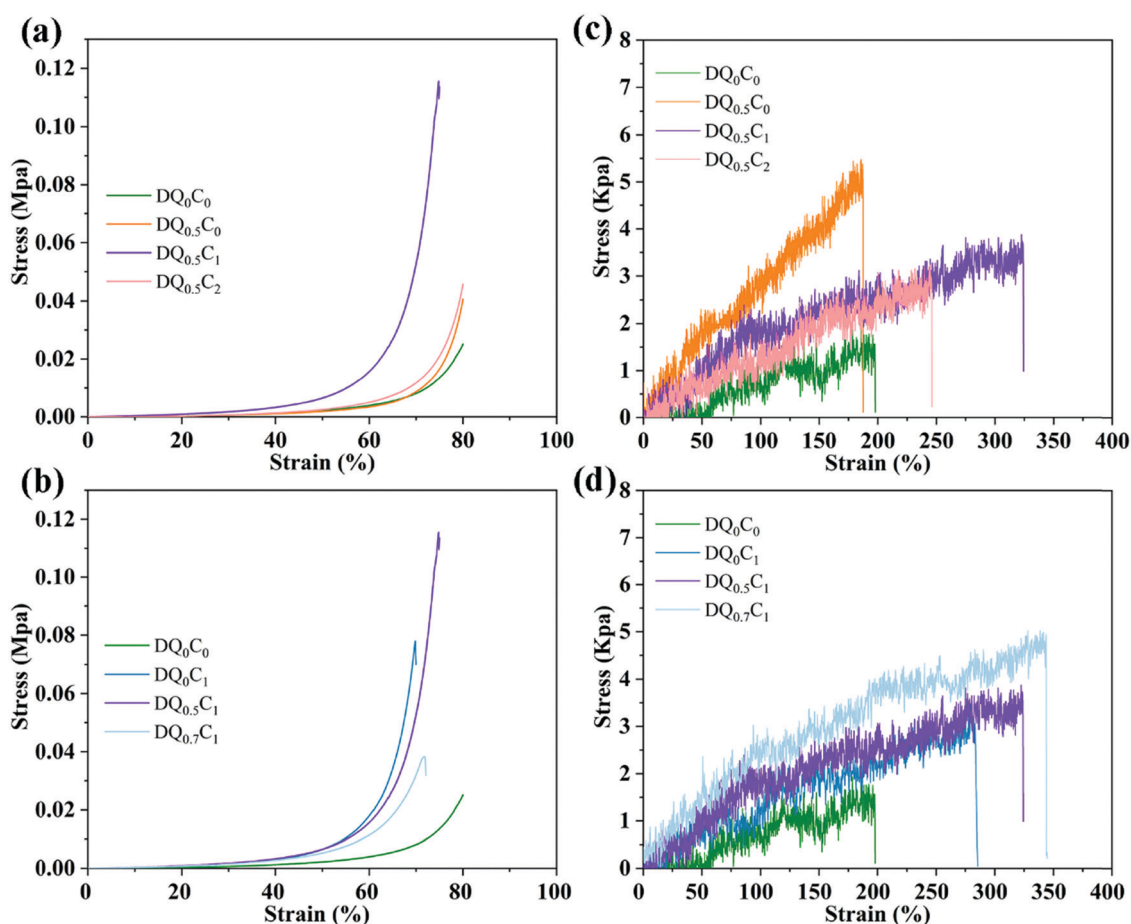 (a)
0.12
0.10
0.08
0.06
0.04
0.02
0.00
Stress (Mpa)
DQ0C0
DQ0.5C0
DQ0.5C1
DQ0.5C2
0 20 40 60 80 100
Strain (%)
(c)
8
7
6
5
4
3
2
1
0
Stress (Kpa)
DQ0C0
DQ0.5C0
DQ0.5C1
DQ0.5C2
0 50 100 150 200 250 300 350 400
Strain (%)
(b)
0.12
0.10
0.08
0.06
0.04
0.02
0.00
Stress (Mpa)
DQ0C0
DQ0C1
DQ0.5C1
DQ0.7C1
0 20 40 60 80 100
Strain (%)
(d)
8
7
6
5
4
3
2
1
0
Stress (Kpa)
DQ0C0
DQ0C1
DQ0.5C1
DQ0.7C1
0 50 100 150 200 250 300 350 400
Strain (%)